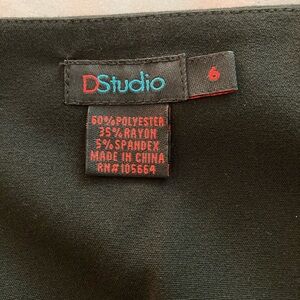 DStudio
6
60% POLYESTER
35% RAYON
5% SPANDEX
MADE IN CHINA
RN# 105664